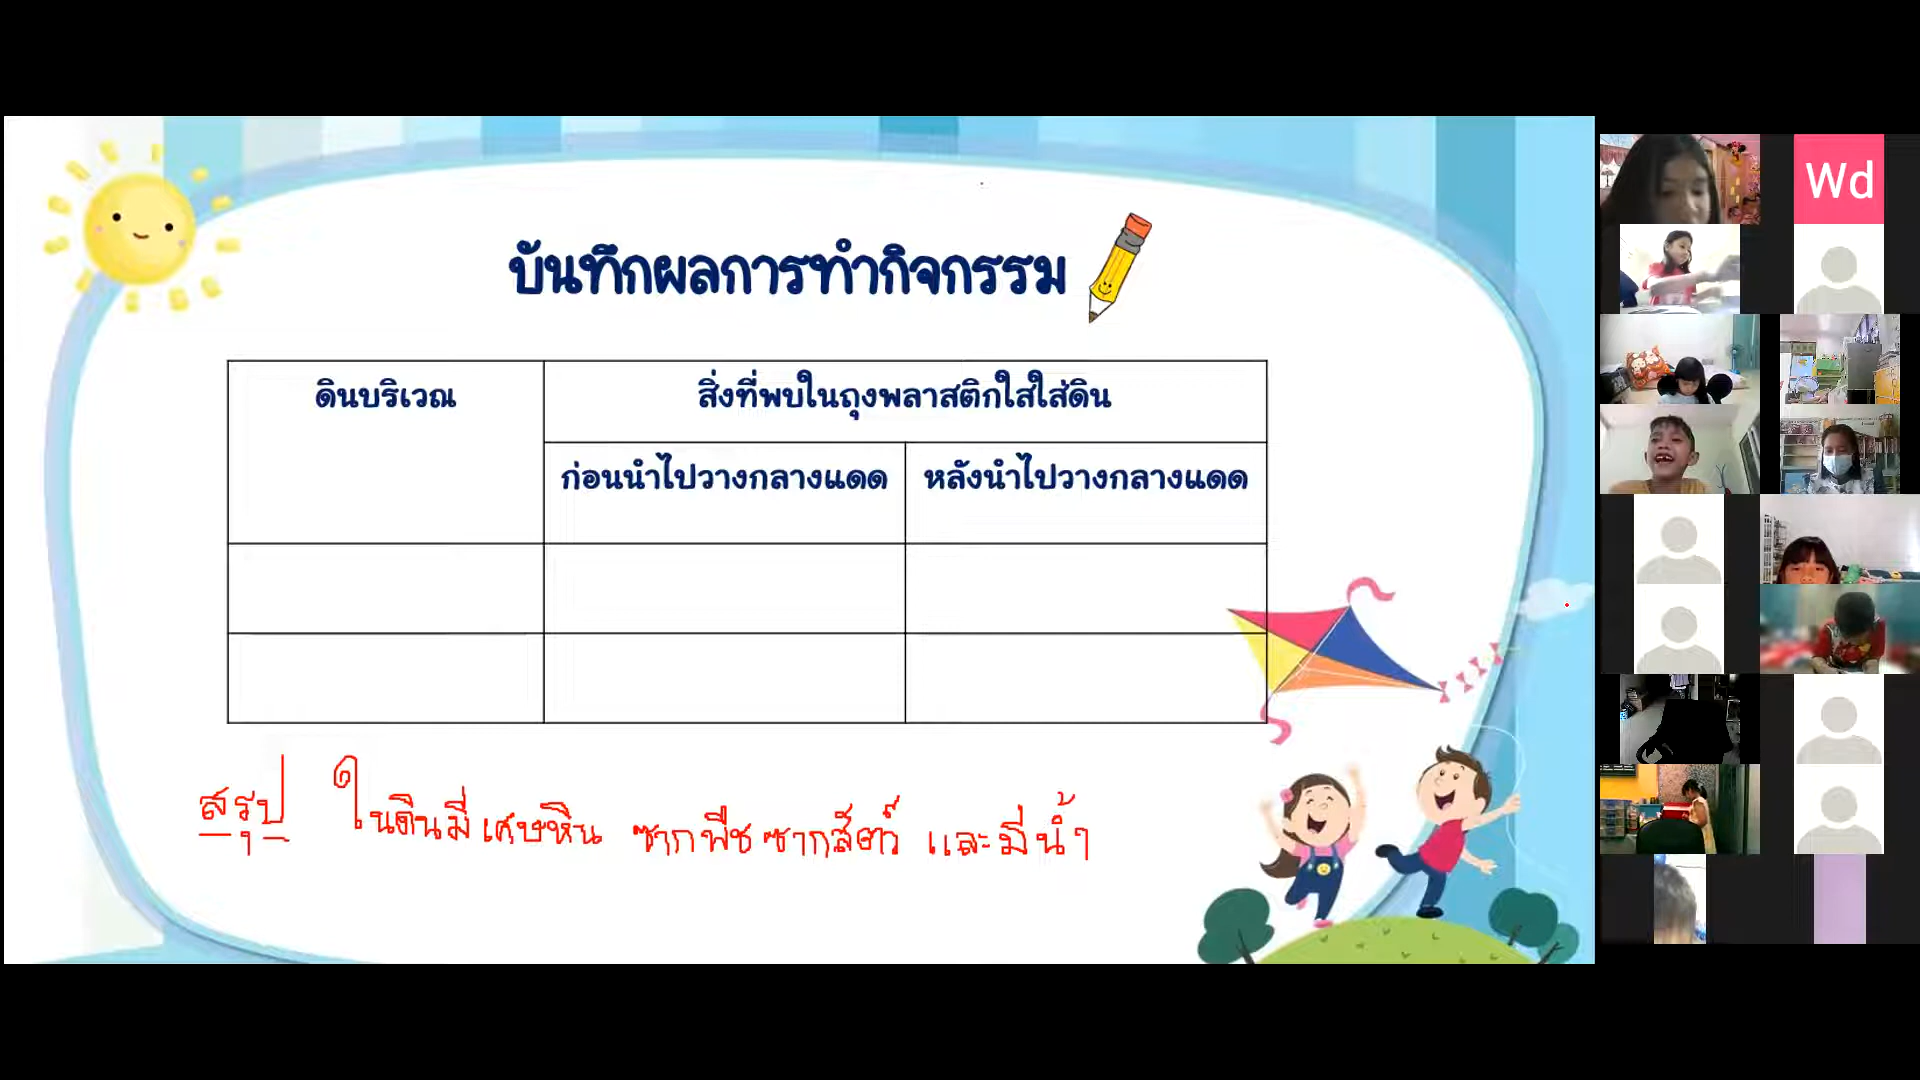 บันทึกผลการทำกิจกรรม
ดินบริเวณ
สิ่งที่พบในถุงพลาสติกใสใส่ดิน
ก่อนนำไปวางกลางแดด
หลังนำไปวางกลางแดด
สรุป ในดินมี เศษหิน ซากพืช ซากสัตว์ และมีน้ำ
Wd